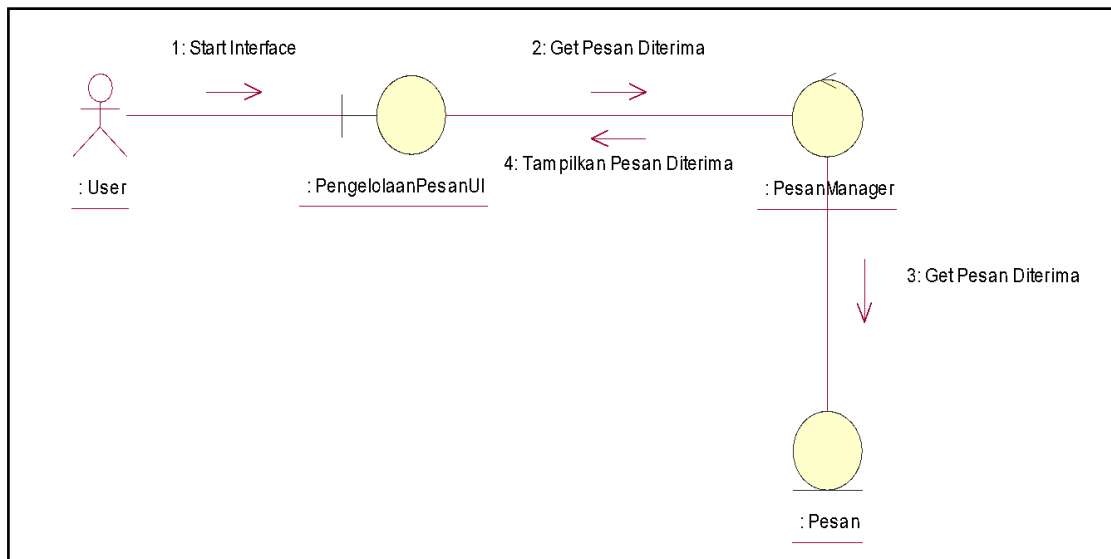 1: Start Interface
2: Get Pesan Diterima
4: Tampilkan Pesan Diterima
: User
: PengelolaanPesanUI
: PesanManager
3: Get Pesan Diterima
: Pesan